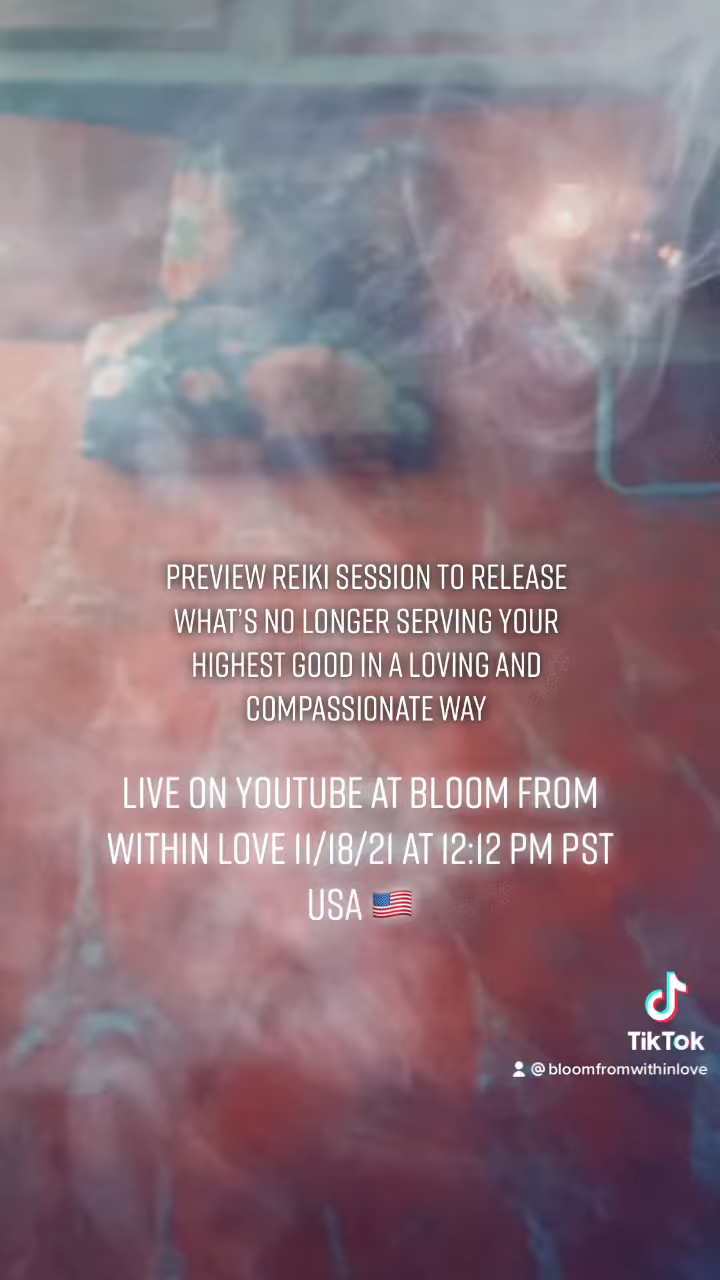 PREVIEW REIKI SESSION TO RELEASE
WHAT'S NO LONGER SERVING YOUR
HIGHEST GOOD IN A LOVING AND
COMPASSIONATE WAY
LIVE ON YOUTUBE AT BLOOM FROM
WITHIN LOVE 11/18/21 AT 12:12 PM PST
USA 🇺🇸
TikTok
@bloomfromwithinlove